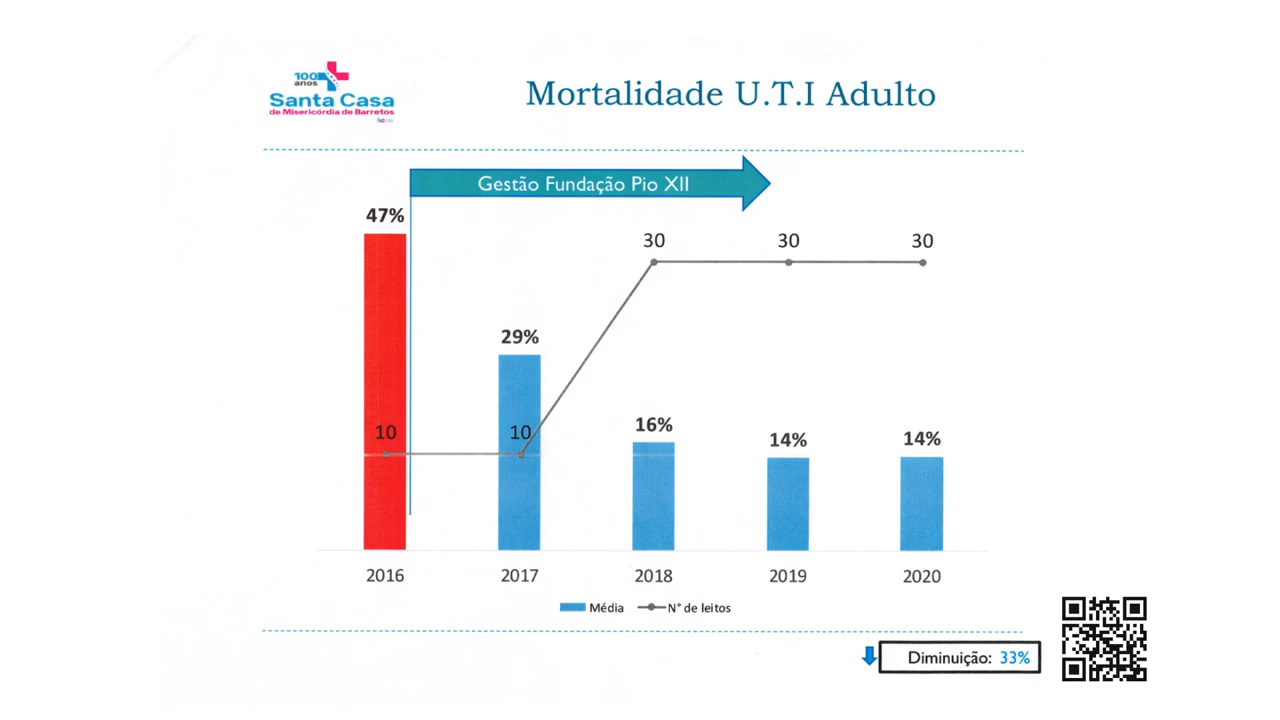 100
anos
Santa Casa
de Misericórdia de Barretos
Mortalidade U.T.I Adulto
Gestão Fundação Pio XII
47%
30
30
30
29%
10
10
16%
14%
14%
2016
2017
2018
2019
2020
Média
N° de leitos
Diminuição: 33%